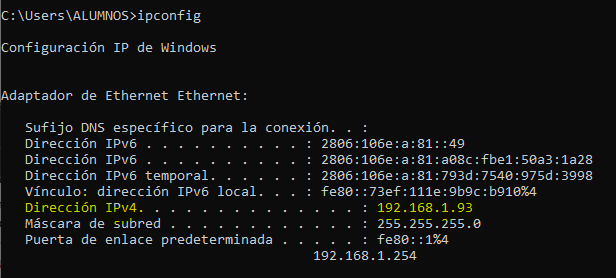 C:\Users\ALUMNOS>ipconfig
Configuración IP de Windows
Adaptador de Ethernet Ethernet:
Sufijo DNS específico para la conexión. . :
Dirección IPv6 . . . . . . . . . . : 2806:106e:a:81::49
Dirección IPv6 . . . . . . . . . . : 2806:106e:a:81:a08c:fbe1:50a3:1a28
Dirección IPv6 temporal. . . . . . : 2806:106e:a:81:793d:7540:975d:3998
Vínculo: dirección IPv6 local. . . : fe80::73ef:111e:9b9c:b910%4
Dirección IPv4. . . . . . . . . . . . . . : 192.168.1.93
Máscara de subred . . . . . . . . . . . . : 255.255.255.0
Puerta de enlace predeterminada . . . . . : fe80::1%4
192.168.1.254